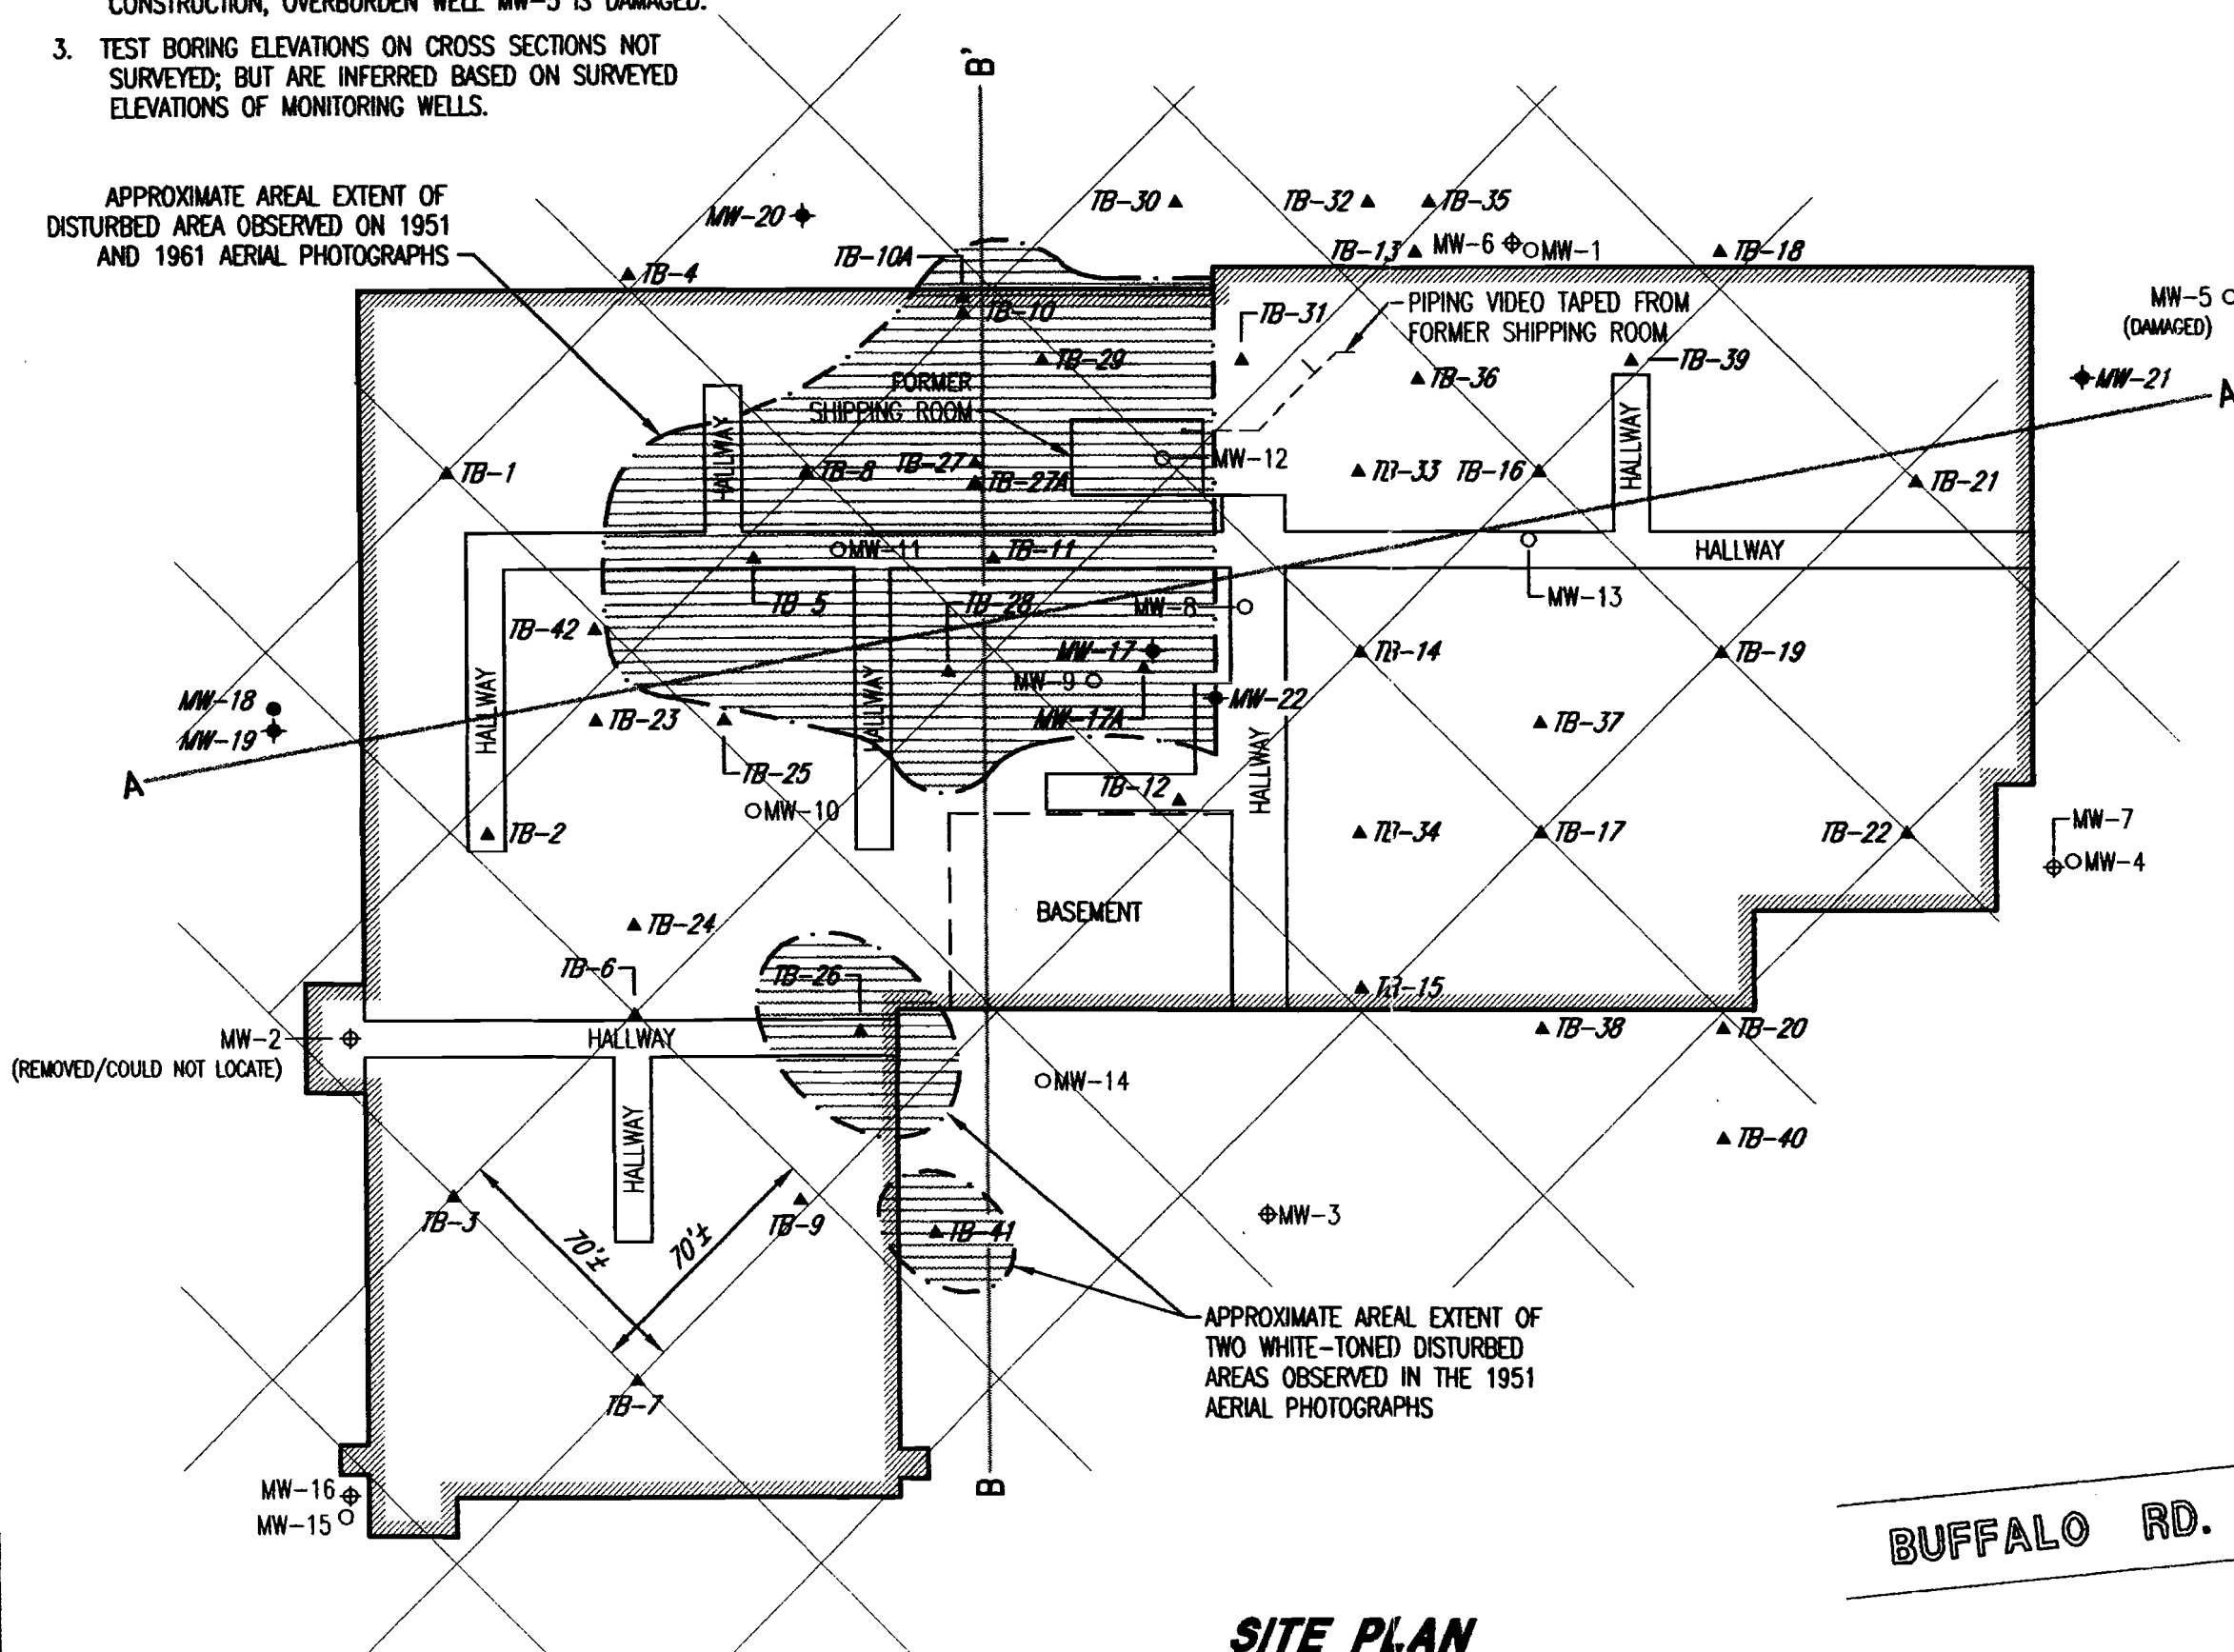 CONSTRUCTION, OVERBURDEN WELL MW-5 IS DAMAGED.
3. TEST BORING ELEVATIONS ON CROSS SECTIONS NOT
SURVEYED; BUT ARE INFERRED BASED ON SURVEYED
ELEVATIONS OF MONITORING WELLS.
B'
APPROXIMATE AREAL EXTENT OF
DISTURBED AREA OBSERVED ON 1951
AND 1961 AERIAL PHOTOGRAPHS
MW-20
TB-30
TB-32
TB-35
TB-4
TB-10A
TB-13
MW-6
MW-1
TB-18
TB-10
TB-31
PIPING VIDEO TAPED FROM
FORMER SHIPPING ROOM
MW-5
(DAMAGED)
TB-29
TB-36
TB-39
MW-21
FORMER
SHIPPING ROOM
A
HALLWAY
HALLWAY
TB-1
TB-8
TB-27
TB-27A
MW-12
TB-33
TB-16
TB-21
MW-11
TB-11
HALLWAY
TB-5
TB-28
MW-8
MW-13
TB-42
MW-17
TB-14
TB-19
MW-9
MW-18
MW-19
HALLWAY
HALLWAY
MW-17A
MW-22
TB-23
TB-37
HALLWAY
A
TB-25
TB-12
MW-10
TB-2
TB-34
TB-17
TB-22
MW-7
MW-4
BASEMENT
TB-24
TB-6
TB-26
TB-15
MW-2
(REMOVED/COULD NOT LOCATE)
HALLWAY
TB-38
TB-20
MW-14
HALLWAY
TB-40
TB-3
70'±
70'±
TB-9
TB-41
MW-3
APPROXIMATE AREAL EXTENT OF
TWO WHITE-TONED DISTURBED
AREAS OBSERVED IN THE 1951
AERIAL PHOTOGRAPHS
TB-7
B
MW-16
MW-15
BUFFALO RD.
SITE PLAN